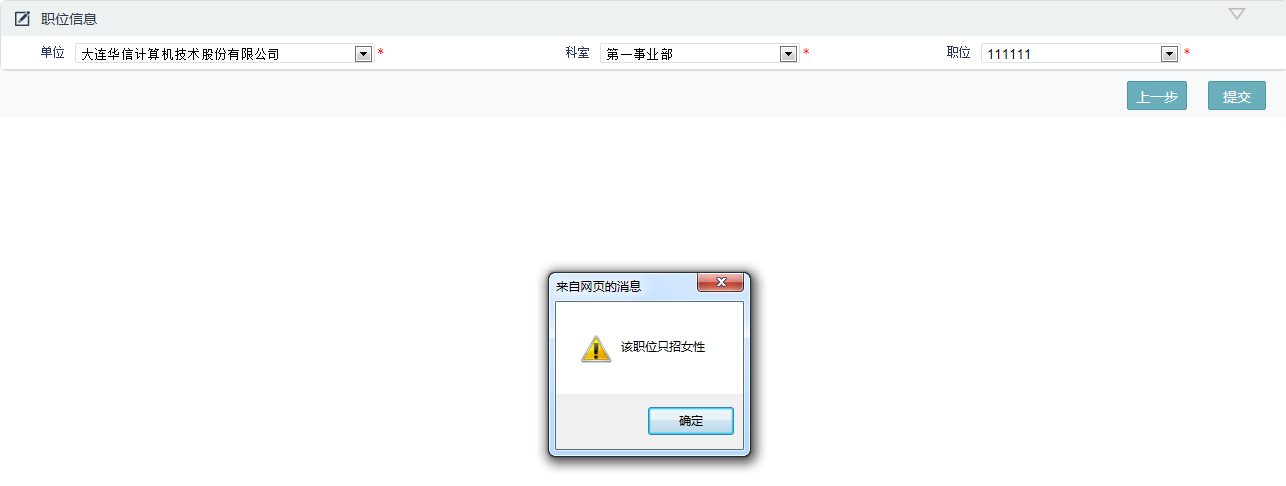 职位信息
单位 大连华信计算机技术股份有限公司 * 科室 第一事业部 * 职位 111111 *
上一步 提交
来自网页的消息
该职位只招女性
确定